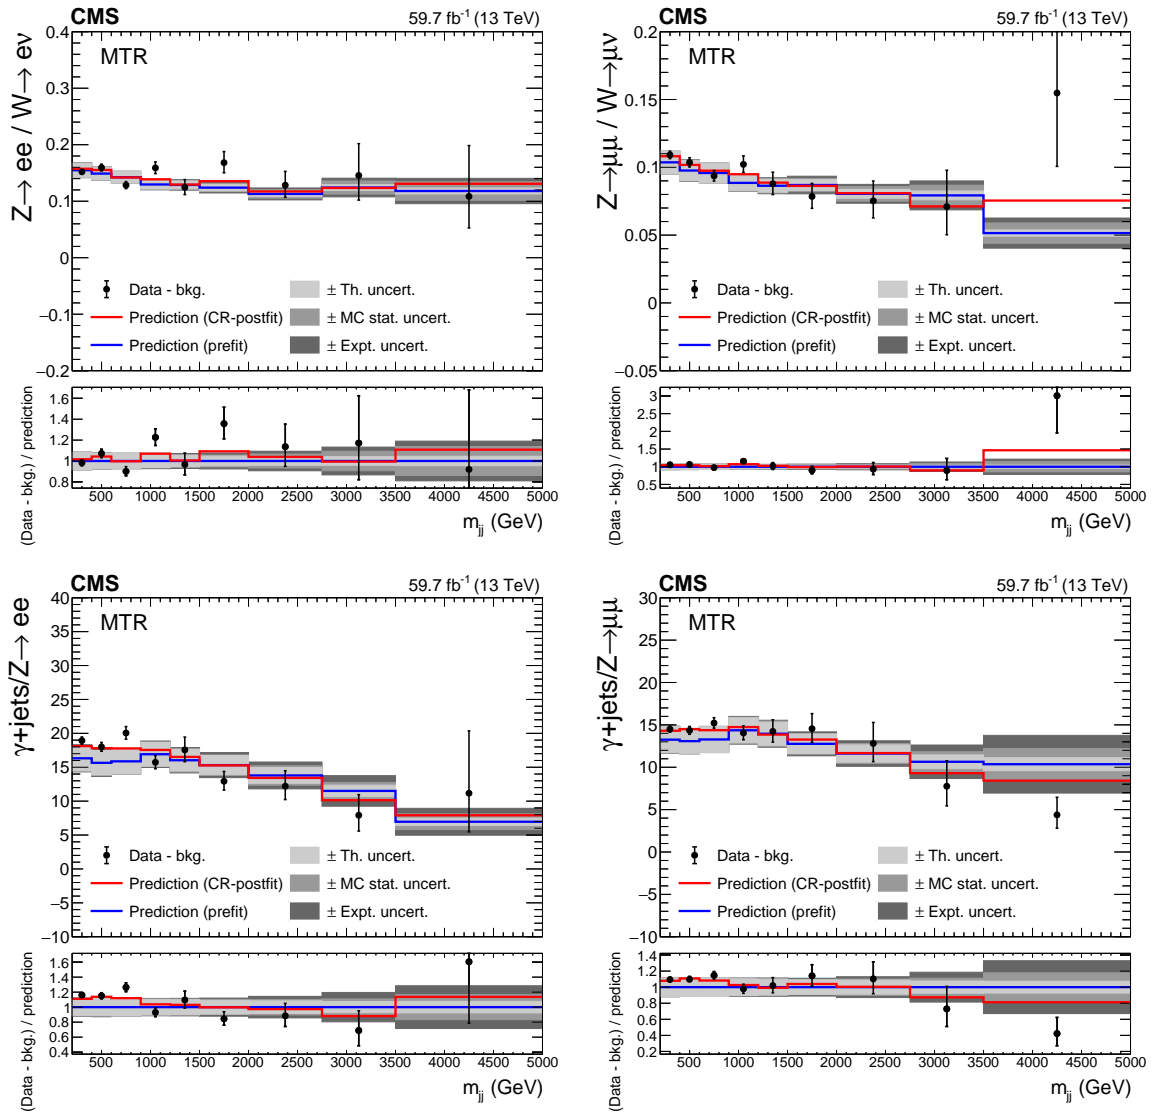 CMS 59.7 fb⁻¹ (13 TeV)
Z→ ee / W→ eν
MTR
0.4
0.3
0.2
0.1
0
−0.1
−0.2
Data - bkg.
Prediction (CR-postfit)
Prediction (prefit)
± Th. uncert.
± MC stat. uncert.
± Expt. uncert.
(Data - bkg.) / prediction
1.6
1.4
1.2
1
0.8
500 1000 1500 2000 2500 3000 3500 4000 4500 5000
m_jj (GeV)
CMS 59.7 fb⁻¹ (13 TeV)
Z→μμ / W→μν
MTR
0.2
0.15
0.1
0.05
0
−0.05
Data - bkg.
Prediction (CR-postfit)
Prediction (prefit)
± Th. uncert.
± MC stat. uncert.
± Expt. uncert.
(Data - bkg.) / prediction
3
2.5
2
1.5
1
0.5
500 1000 1500 2000 2500 3000 3500 4000 4500 5000
m_jj (GeV)
CMS 59.7 fb⁻¹ (13 TeV)
γ+jets/Z→ ee
MTR
40
35
30
25
20
15
10
5
0
−5
−10
Data - bkg.
Prediction (CR-postfit)
Prediction (prefit)
± Th. uncert.
± MC stat. uncert.
± Expt. uncert.
(Data - bkg.) / prediction
1.6
1.4
1.2
1
0.8
0.6
0.4
500 1000 1500 2000 2500 3000 3500 4000 4500 5000
m_jj (GeV)
CMS 59.7 fb⁻¹ (13 TeV)
γ+jets/Z→μμ
MTR
30
25
20
15
10
5
0
−5
−10
Data - bkg.
Prediction (CR-postfit)
Prediction (prefit)
± Th. uncert.
± MC stat. uncert.
± Expt. uncert.
(Data - bkg.) / prediction
1.4
1.2
1
0.8
0.6
0.4
0.2
500 1000 1500 2000 2500 3000 3500 4000 4500 5000
m_jj (GeV)